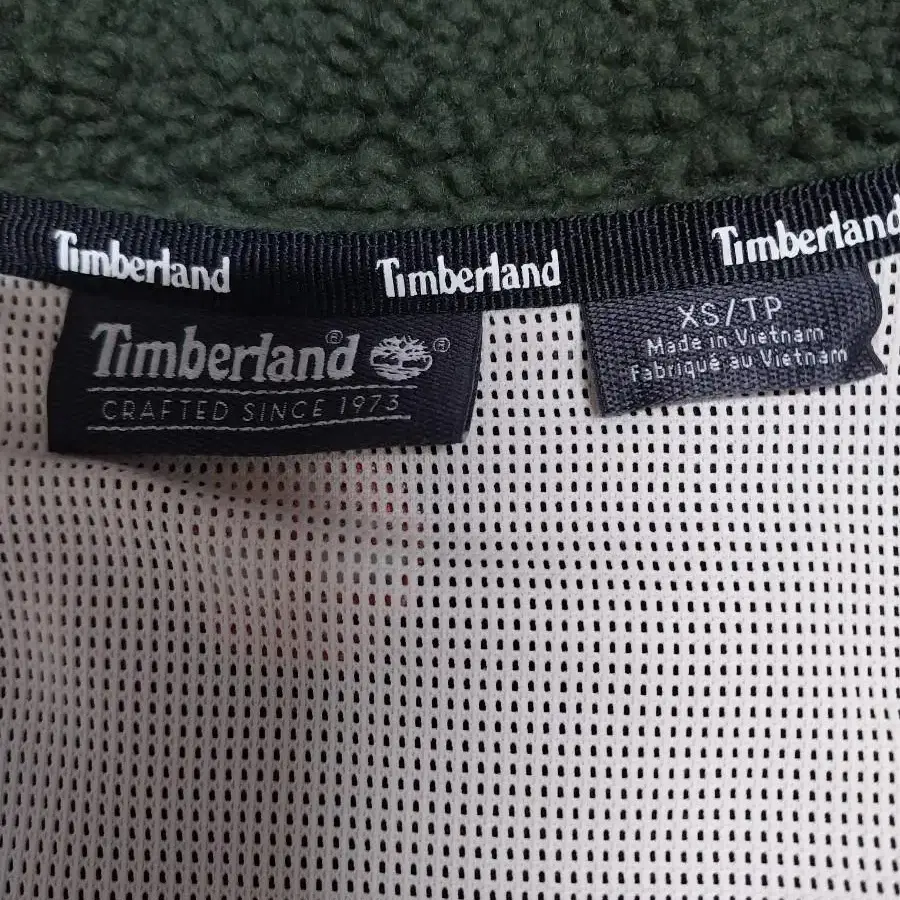 Timberland Timberland Timberland
Timberland® ®
CRAFTED SINCE 1973
XS/TP
Made in Vietnam
Fabriqué au Vietnam